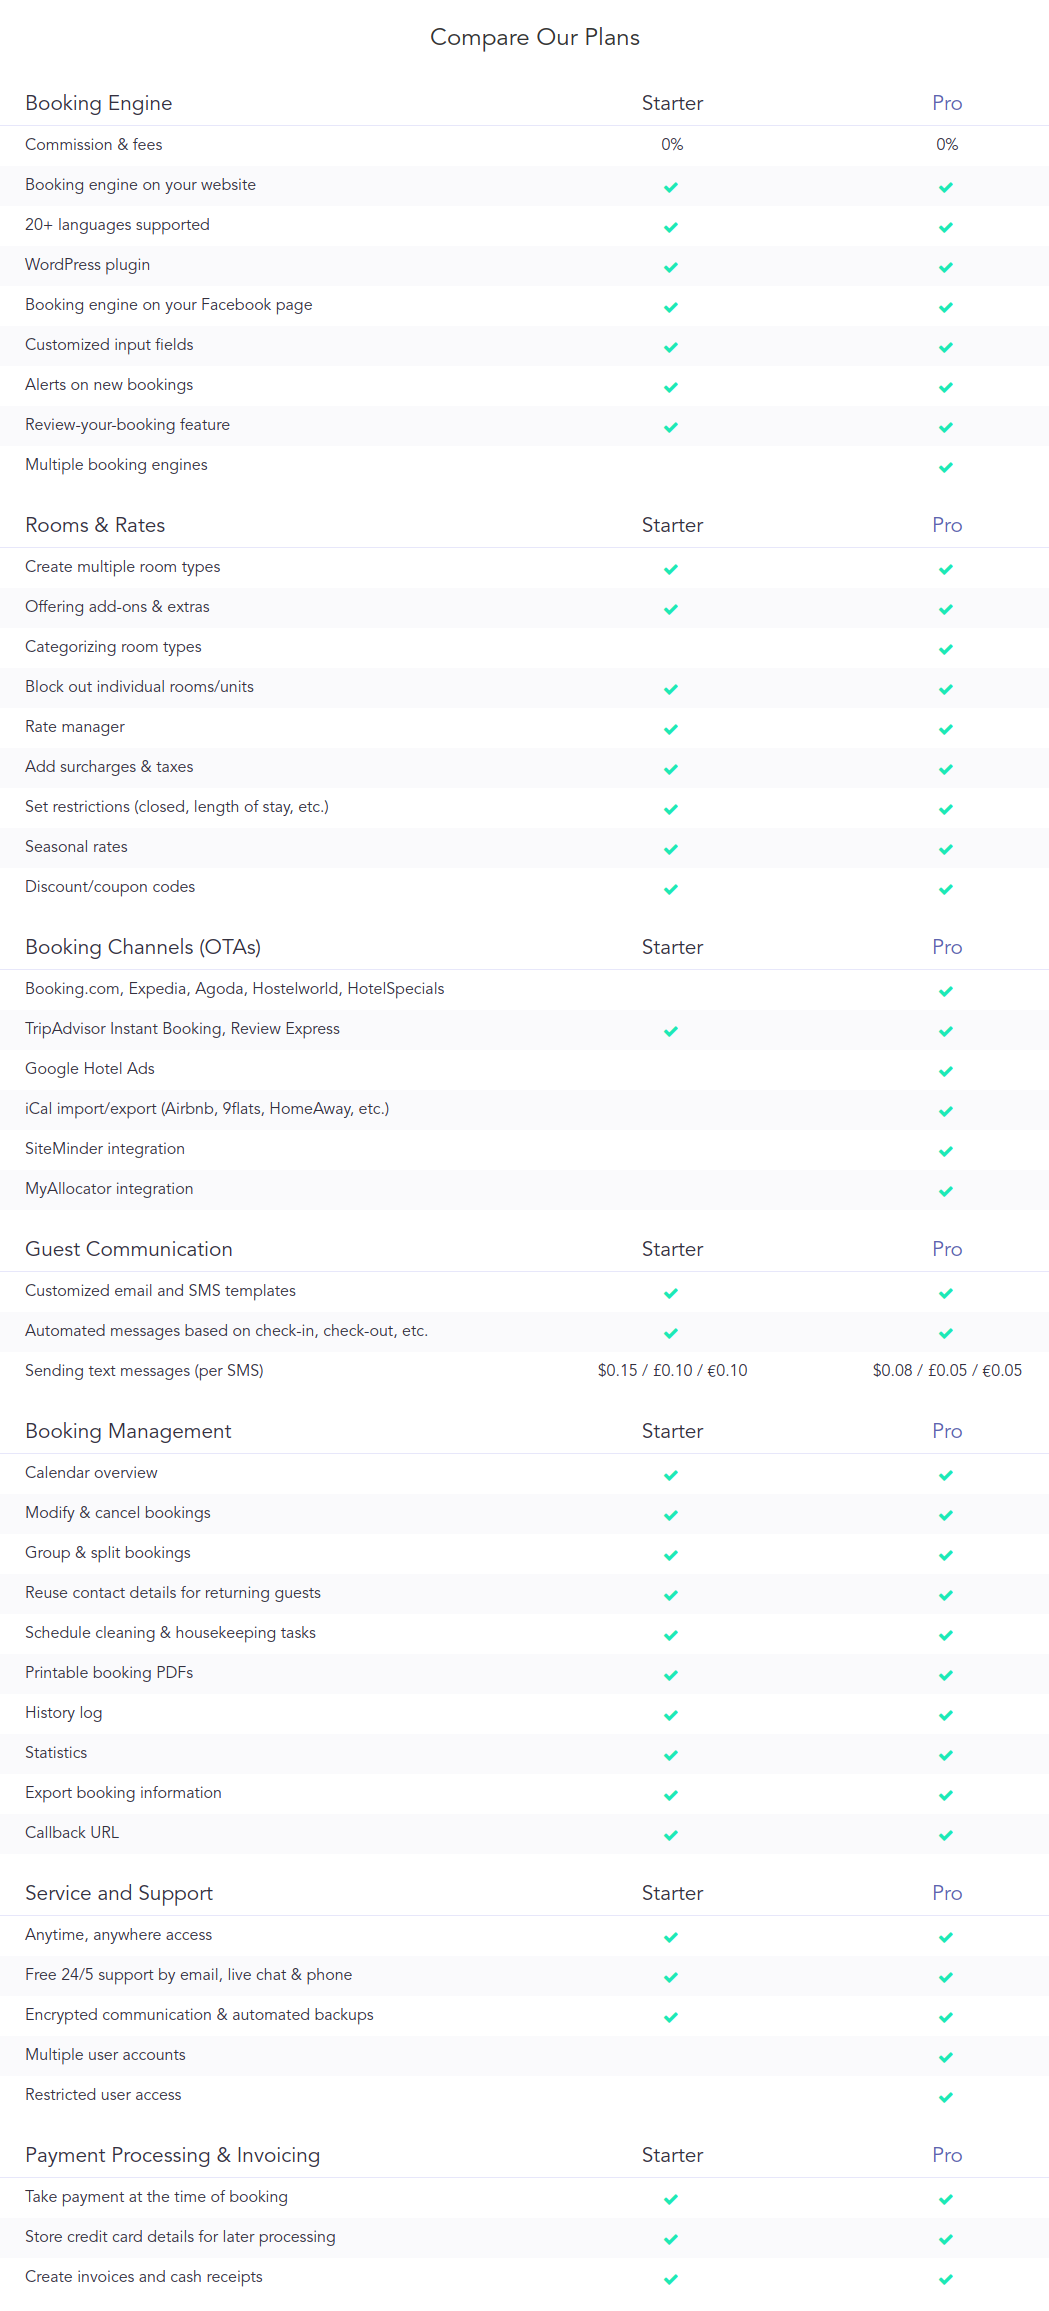 Compare Our Plans
Booking Engine Starter Pro
Commission & fees 0% 0%
Booking engine on your website
20+ languages supported
WordPress plugin
Booking engine on your Facebook page
Customized input fields
Alerts on new bookings
Review-your-booking feature
Multiple booking engines
Rooms & Rates Starter Pro
Create multiple room types
Offering add-ons & extras
Categorizing room types
Block out individual rooms/units
Rate manager
Add surcharges & taxes
Set restrictions (closed, length of stay, etc.)
Seasonal rates
Discount/coupon codes
Booking Channels (OTAs) Starter Pro
Booking.com, Expedia, Agoda, Hostelworld, HotelSpecials
TripAdvisor Instant Booking, Review Express
Google Hotel Ads
iCal import/export (Airbnb, 9flats, HomeAway, etc.)
SiteMinder integration
MyAllocator integration
Guest Communication Starter Pro
Customized email and SMS templates
Automated messages based on check-in, check-out, etc.
Sending text messages (per SMS) $0.15 / £0.10 / €0.10 $0.08 / £0.05 / €0.05
Booking Management Starter Pro
Calendar overview
Modify & cancel bookings
Group & split bookings
Reuse contact details for returning guests
Schedule cleaning & housekeeping tasks
Printable booking PDFs
History log
Statistics
Export booking information
Callback URL
Service and Support Starter Pro
Anytime, anywhere access
Free 24/5 support by email, live chat & phone
Encrypted communication & automated backups
Multiple user accounts
Restricted user access
Payment Processing & Invoicing Starter Pro
Take payment at the time of booking
Store credit card details for later processing
Create invoices and cash receipts